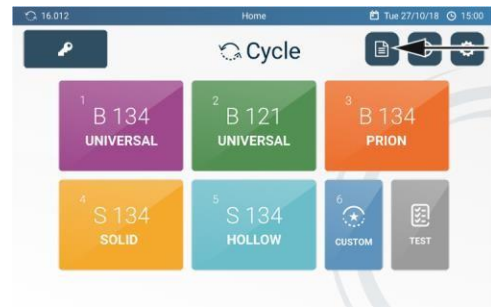 16.012 Home Tue 27/10/18 15:00
Cycle
1 2 3
B 134 B 121 B 134
UNIVERSAL UNIVERSAL PRION
4 5 6
S 134 S 134
SOLID HOLLOW CUSTOM TEST